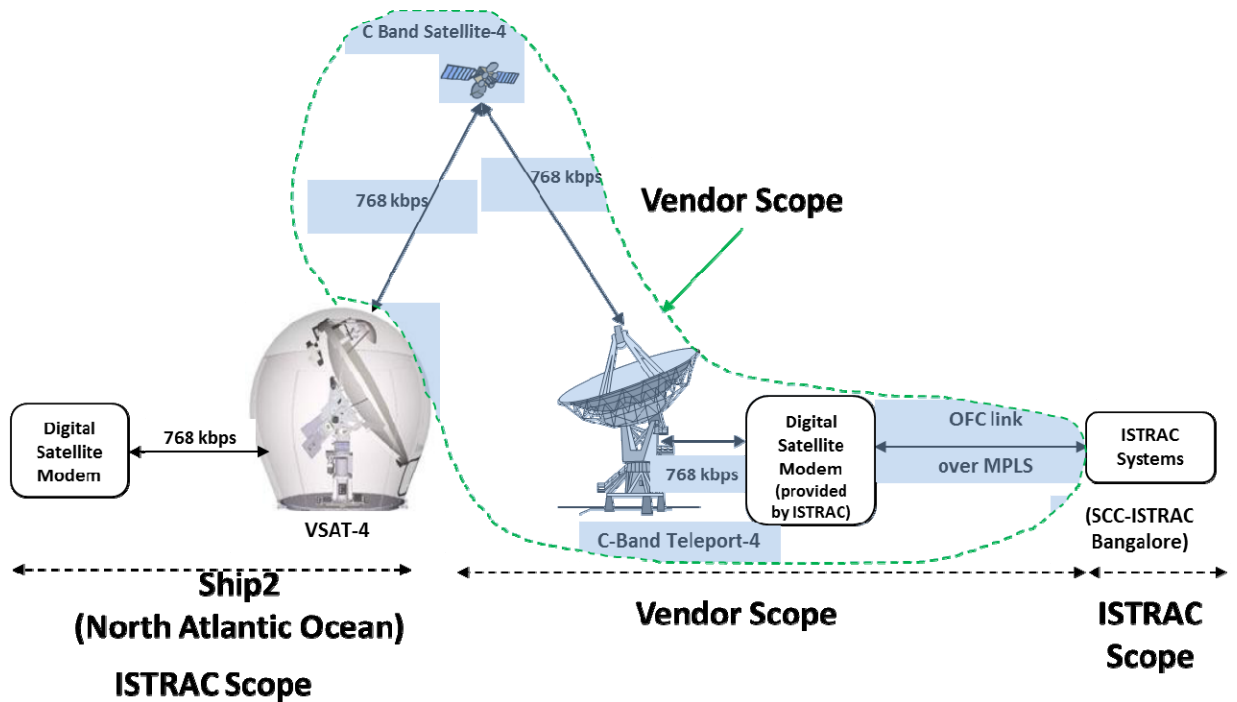 C Band Satellite-4
768 kbps
768 kbps
Vendor Scope
Digital
Satellite
Modem
768 kbps
VSAT-4
768 kbps
Digital
Satellite
Modem
(provided
by ISTRAC)
OFC link
over MPLS
ISTRAC
Systems
(SCC-ISTRAC
Bangalore)
C-Band Teleport-4
Ship2
(North Atlantic Ocean)
ISTRAC Scope
Vendor Scope
ISTRAC
Scope